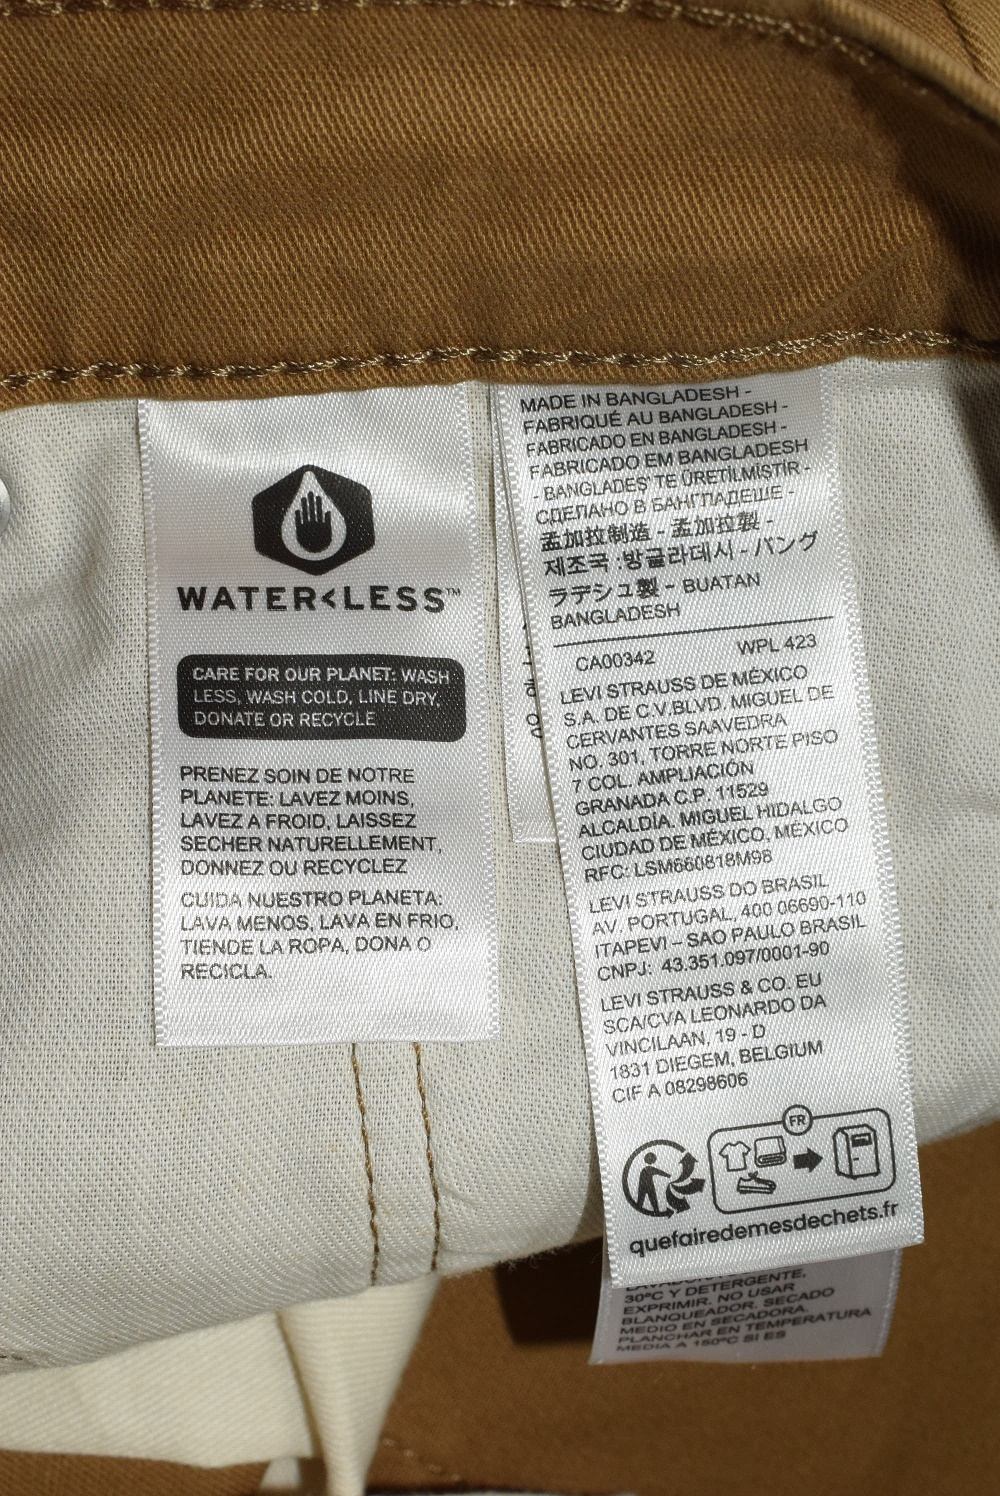 WATER<LESS™
CARE FOR OUR PLANET: WASH
LESS, WASH COLD, LINE DRY,
DONATE OR RECYCLE
PRENEZ SOIN DE NOTRE
PLANETE: LAVEZ MOINS,
LAVEZ A FROID, LAISSEZ
SECHER NATURELLEMENT,
DONNEZ OU RECYCLEZ
CUIDA NUESTRO PLANETA:
LAVA MENOS, LAVA EN FRIO,
TIENDE LA ROPA, DONA O
RECICLA.
MADE IN BANGLADESH -
FABRIQUÉ AU BANGLADESH -
FABRICADO EN BANGLADESH -
FABRICADO EM BANGLADESH
- BANGLADEŞ' TE ÜRETİLMİŞTİR -
СДЕЛАНО В БАНГЛАДЕШЕ -
孟加拉制造 - 孟加拉製 -
제조국 :방글라데시 - バング
ラデシュ製 - BUATAN
BANGLADESH
CA00342 WPL 423
LEVI STRAUSS DE MÉXICO
S.A. DE C.V.BLVD. MIGUEL DE
CERVANTES SAAVEDRA
NO. 301, TORRE NORTE PISO
7 COL. AMPLIACIÓN
GRANADA C.P. 11529
ALCALDÍA. MIGUEL HIDALGO
CIUDAD DE MÉXICO, MÉXICO
RFC: LSM660818M98
LEVI STRAUSS DO BRASIL
AV. PORTUGAL, 400 06690-110
ITAPEVI – SAO PAULO BRASIL
CNPJ: 43.351.097/0001-90
LEVI STRAUSS & CO. EU
SCA/CVA LEONARDO DA
VINCILAAN, 19 - D
1831 DIEGEM, BELGIUM
CIF A 08298606
FR
quefairedemesdechets.fr
30ºC Y DETERGENTE,
EXPRIMIR. NO USAR
BLANQUEADOR. SECADO
MEDIO EN SECADORA.
PLANCHAR EN TEMPERATURA
MEDIA A 150ºC SI ES